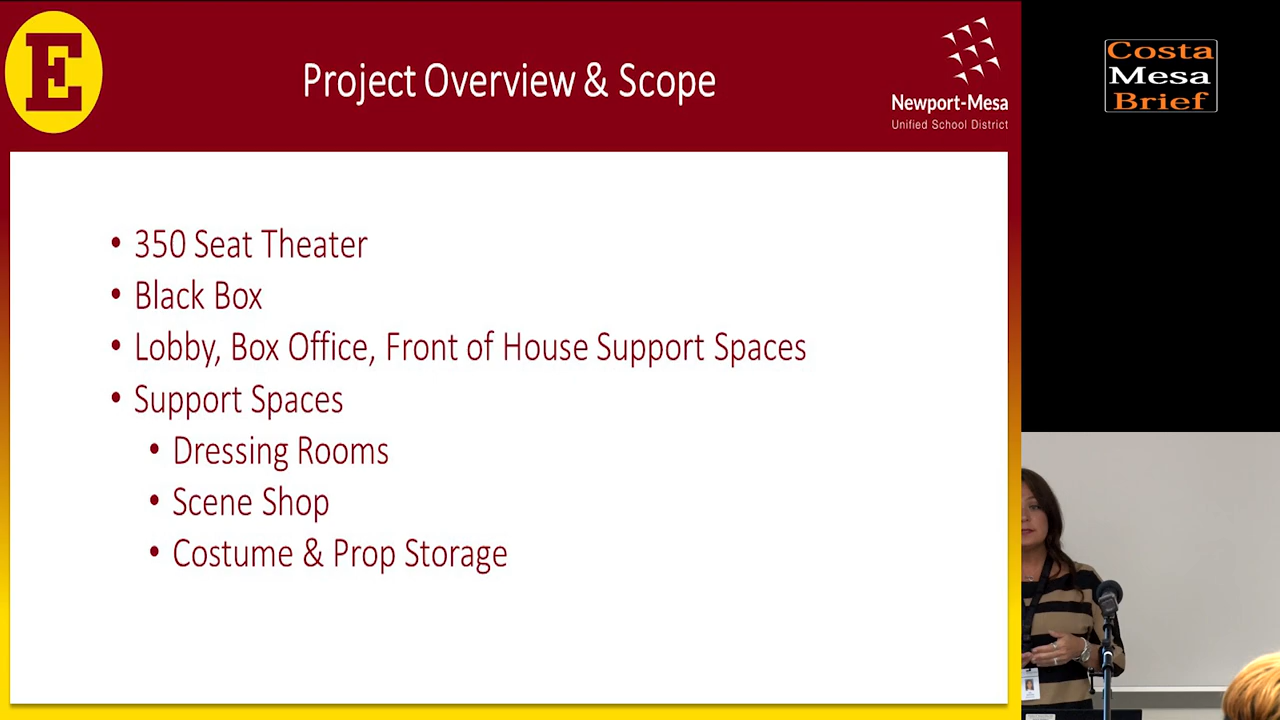 E
Project Overview & Scope
Newport-Mesa
Unified School District
Costa
Mesa
Brief
• 350 Seat Theater
• Black Box
• Lobby, Box Office, Front of House Support Spaces
• Support Spaces
• Dressing Rooms
• Scene Shop
• Costume & Prop Storage